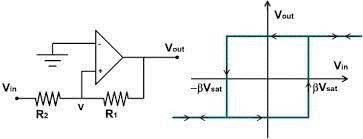 Vout
Vin
R2
V
R1
-
+
Vout
Vin
-βVsat
βVsat